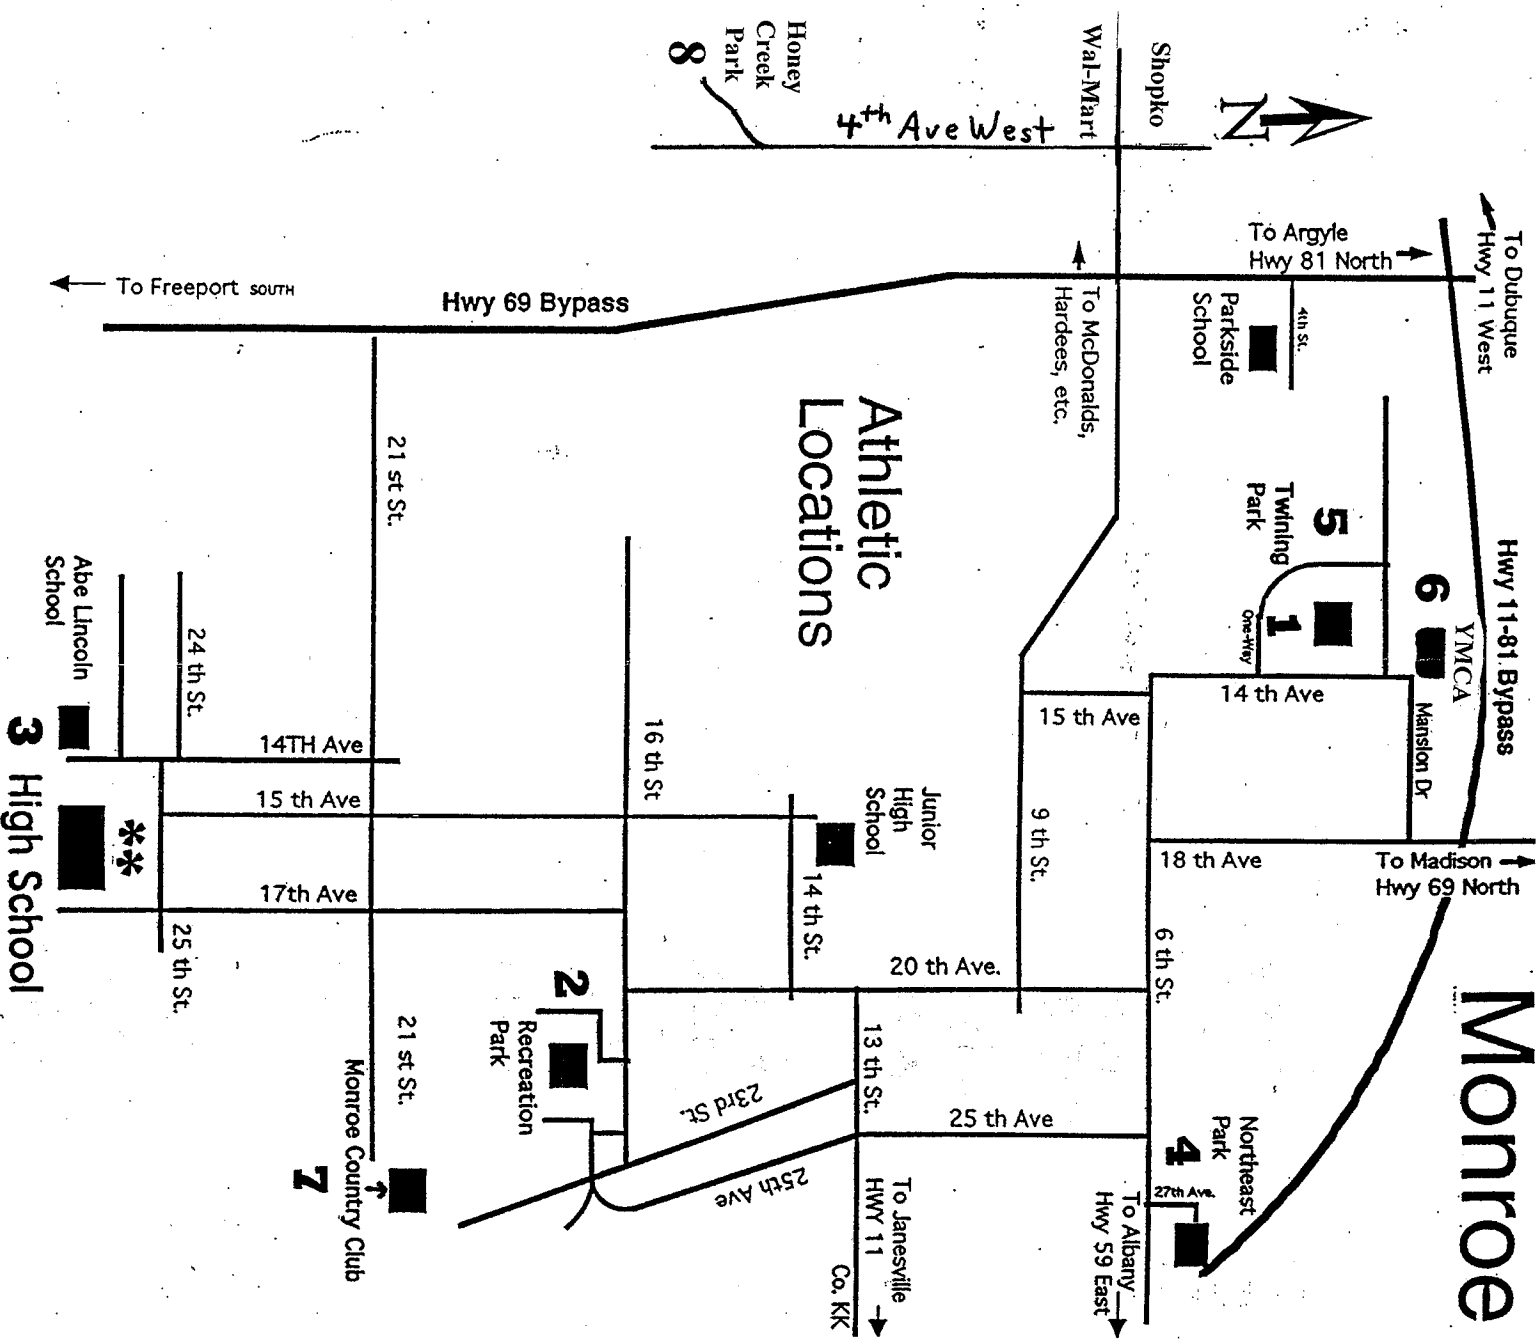 Monroe
Athletic
Locations
N
Shopko
Wal-Mart
4th Ave West
Honey
Creek
Park
8
To Dubuque
Hwy 11 West
To Argyle
Hwy 81 North
Parkside
School
4th St.
To McDonalds,
Hardees, etc.
Hwy 69 Bypass
To Freeport SOUTH
Hwy 11-81 Bypass
5
Twining
Park
6
YMCA
1
One-Way
14 th Ave
Mansion Dr
15 th Ave
18 th Ave
To Madison
Hwy 69 North
6 th St.
9 th St.
20 th Ave.
Junior
High
School
14 th St.
16 th St
21 st St.
24 th St.
Abe Lincoln
School
14TH Ave
15 th Ave
17th Ave
3 High School
**
25 th St.
2
Recreation
Park
13 th St.
23rd St.
25 th Ave
25th Ave
21 st St.
Monroe Country Club
7
Northeast
Park
4
27th Ave.
To Albany
Hwy 59 East
To Janesville
HWY 11
Co. KK